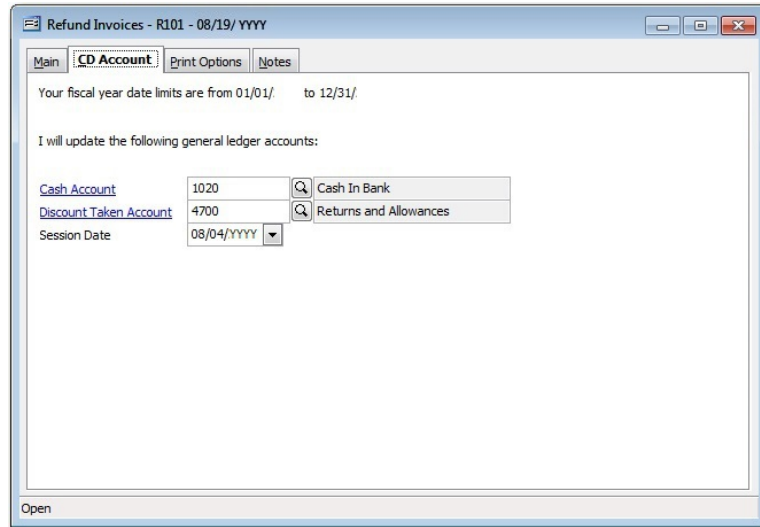 Refund Invoices - R101 - 08/19/ YYYY
Main CD Account Print Options Notes
Your fiscal year date limits are from 01/01/. to 12/31/.
I will update the following general ledger accounts:
Cash Account 1020 Cash In Bank
Discount Taken Account 4700 Returns and Allowances
Session Date 08/04/YYYY
Open